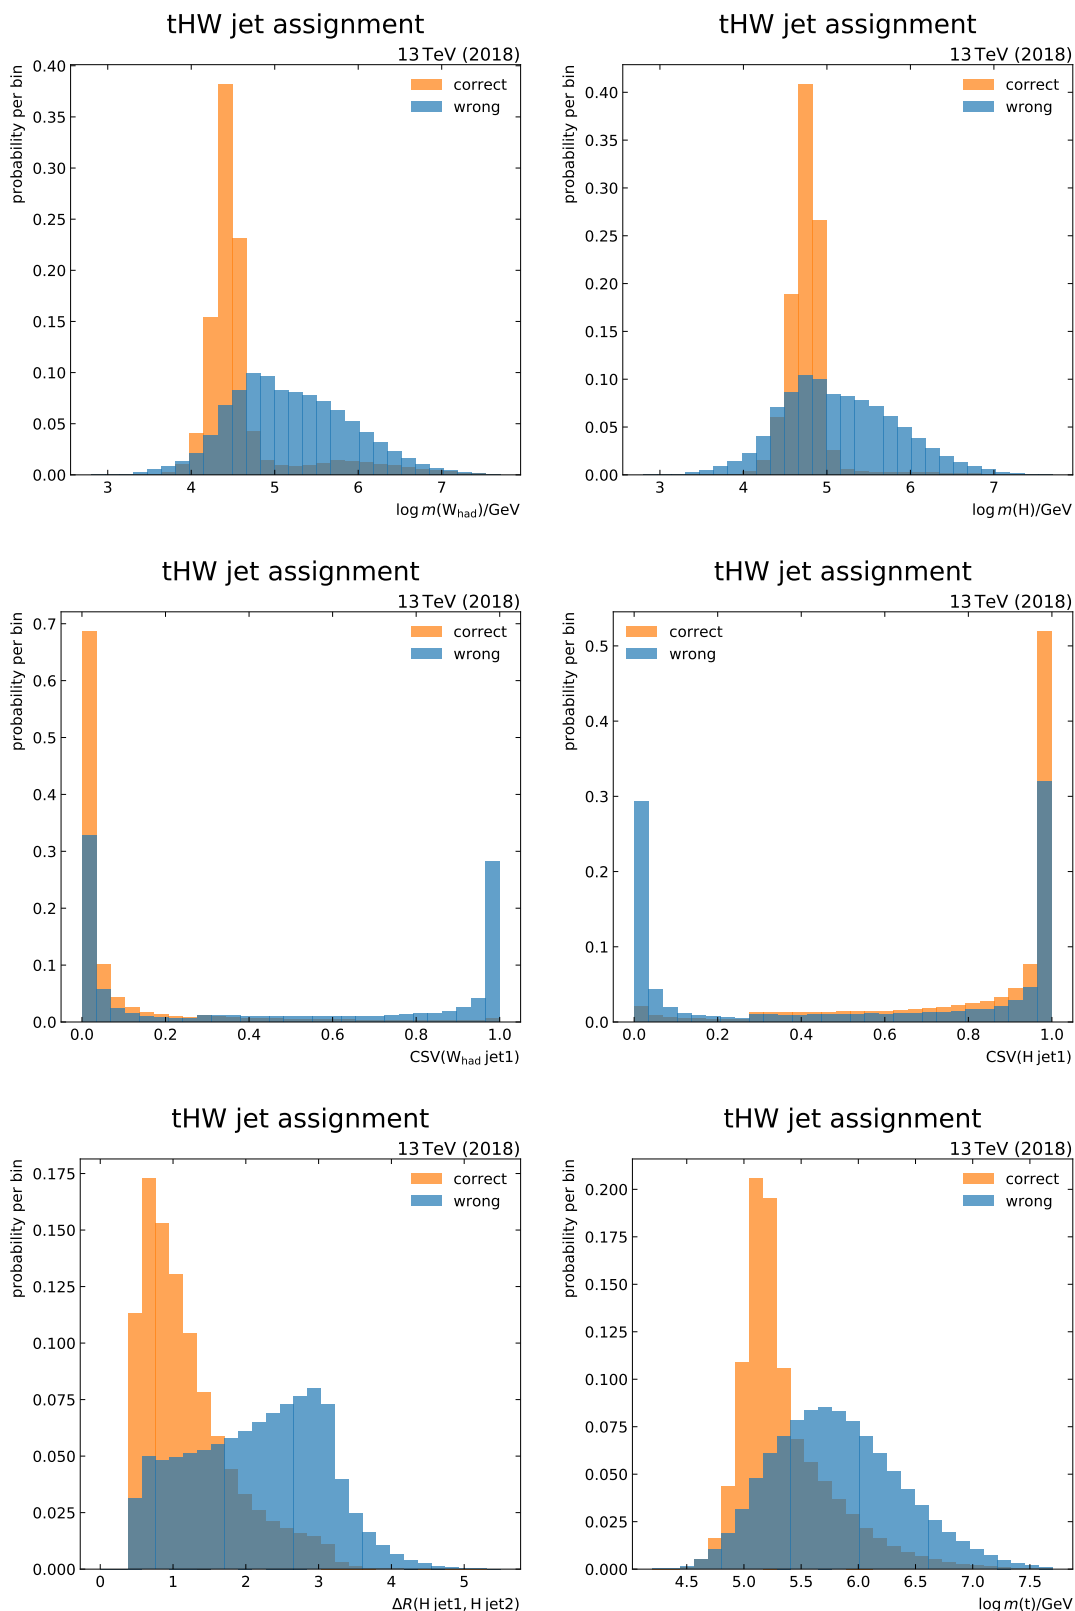 tHW jet assignment
13 TeV (2018)
probability per bin
correct
wrong
0.40
0.35
0.30
0.25
0.20
0.15
0.10
0.05
0.00
3 4 5 6 7
log m(W_had)/GeV
tHW jet assignment
13 TeV (2018)
probability per bin
correct
wrong
0.40
0.35
0.30
0.25
0.20
0.15
0.10
0.05
0.00
3 4 5 6 7
log m(H)/GeV
tHW jet assignment
13 TeV (2018)
probability per bin
correct
wrong
0.7
0.6
0.5
0.4
0.3
0.2
0.1
0.0
0.0 0.2 0.4 0.6 0.8 1.0
CSV(W_had jet1)
tHW jet assignment
13 TeV (2018)
probability per bin
correct
wrong
0.5
0.4
0.3
0.2
0.1
0.0
0.0 0.2 0.4 0.6 0.8 1.0
CSV(H jet1)
tHW jet assignment
13 TeV (2018)
probability per bin
correct
wrong
0.175
0.150
0.125
0.100
0.075
0.050
0.025
0.000
0 1 2 3 4 5
ΔR(H jet1, H jet2)
tHW jet assignment
13 TeV (2018)
probability per bin
correct
wrong
0.200
0.175
0.150
0.125
0.100
0.075
0.050
0.025
0.000
4.5 5.0 5.5 6.0 6.5 7.0 7.5
log m(t)/GeV